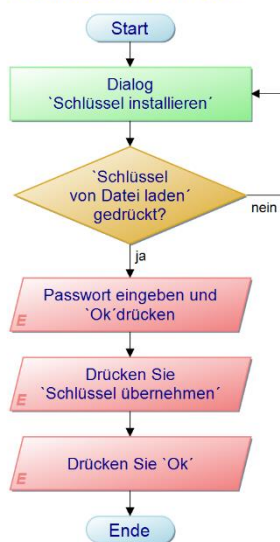 Start
Dialog
`Schlüssel installieren´
`Schlüssel
von Datei laden´
gedrückt?
nein
ja
Passwort eingeben und
`Ok´drücken
E
Drücken Sie
`Schlüssel übernehmen´
E
Drücken Sie `Ok´
E
Ende